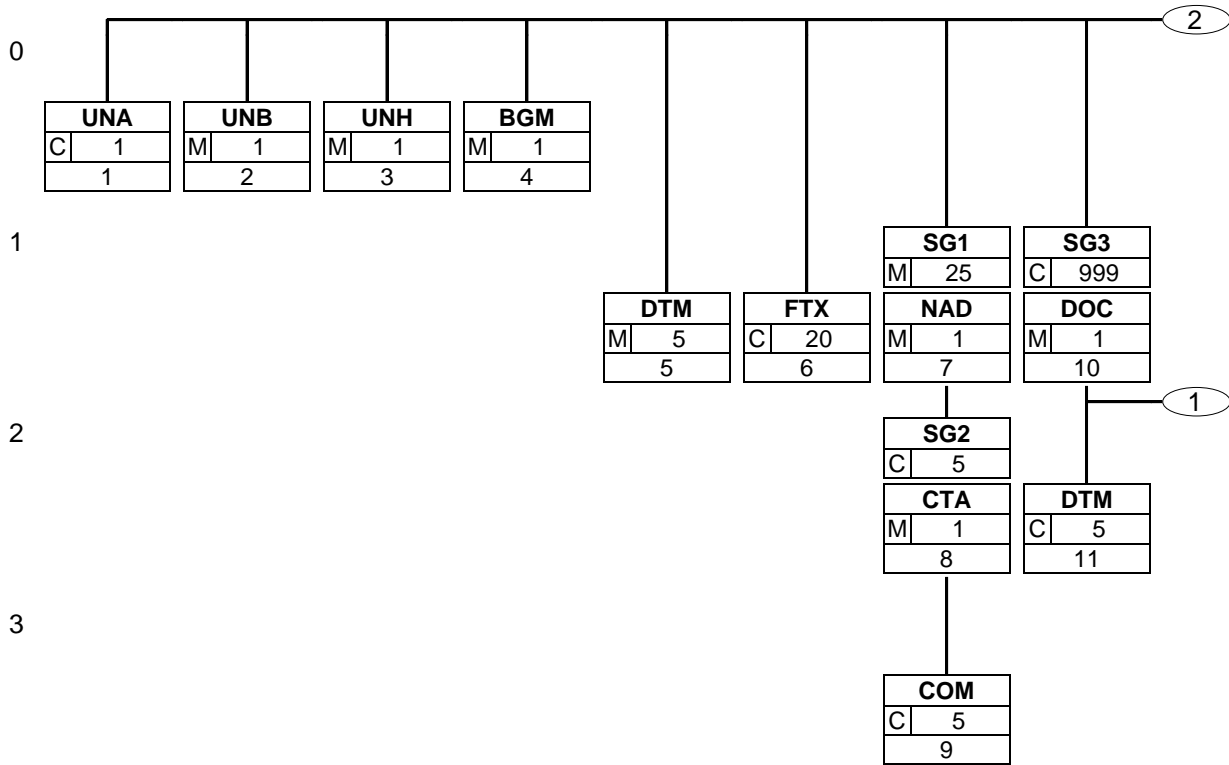 2
0
UNA UNB UNH BGM
C 1 M 1 M 1 M 1
1 2 3 4
1
SG1 SG3
M 25 C 999
DTM FTX NAD DOC
M 5 C 20 M 1 M 1
5 6 7 10
1
2
SG2
C 5
CTA DTM
M 1 C 5
8 11
3
COM
C 5
9